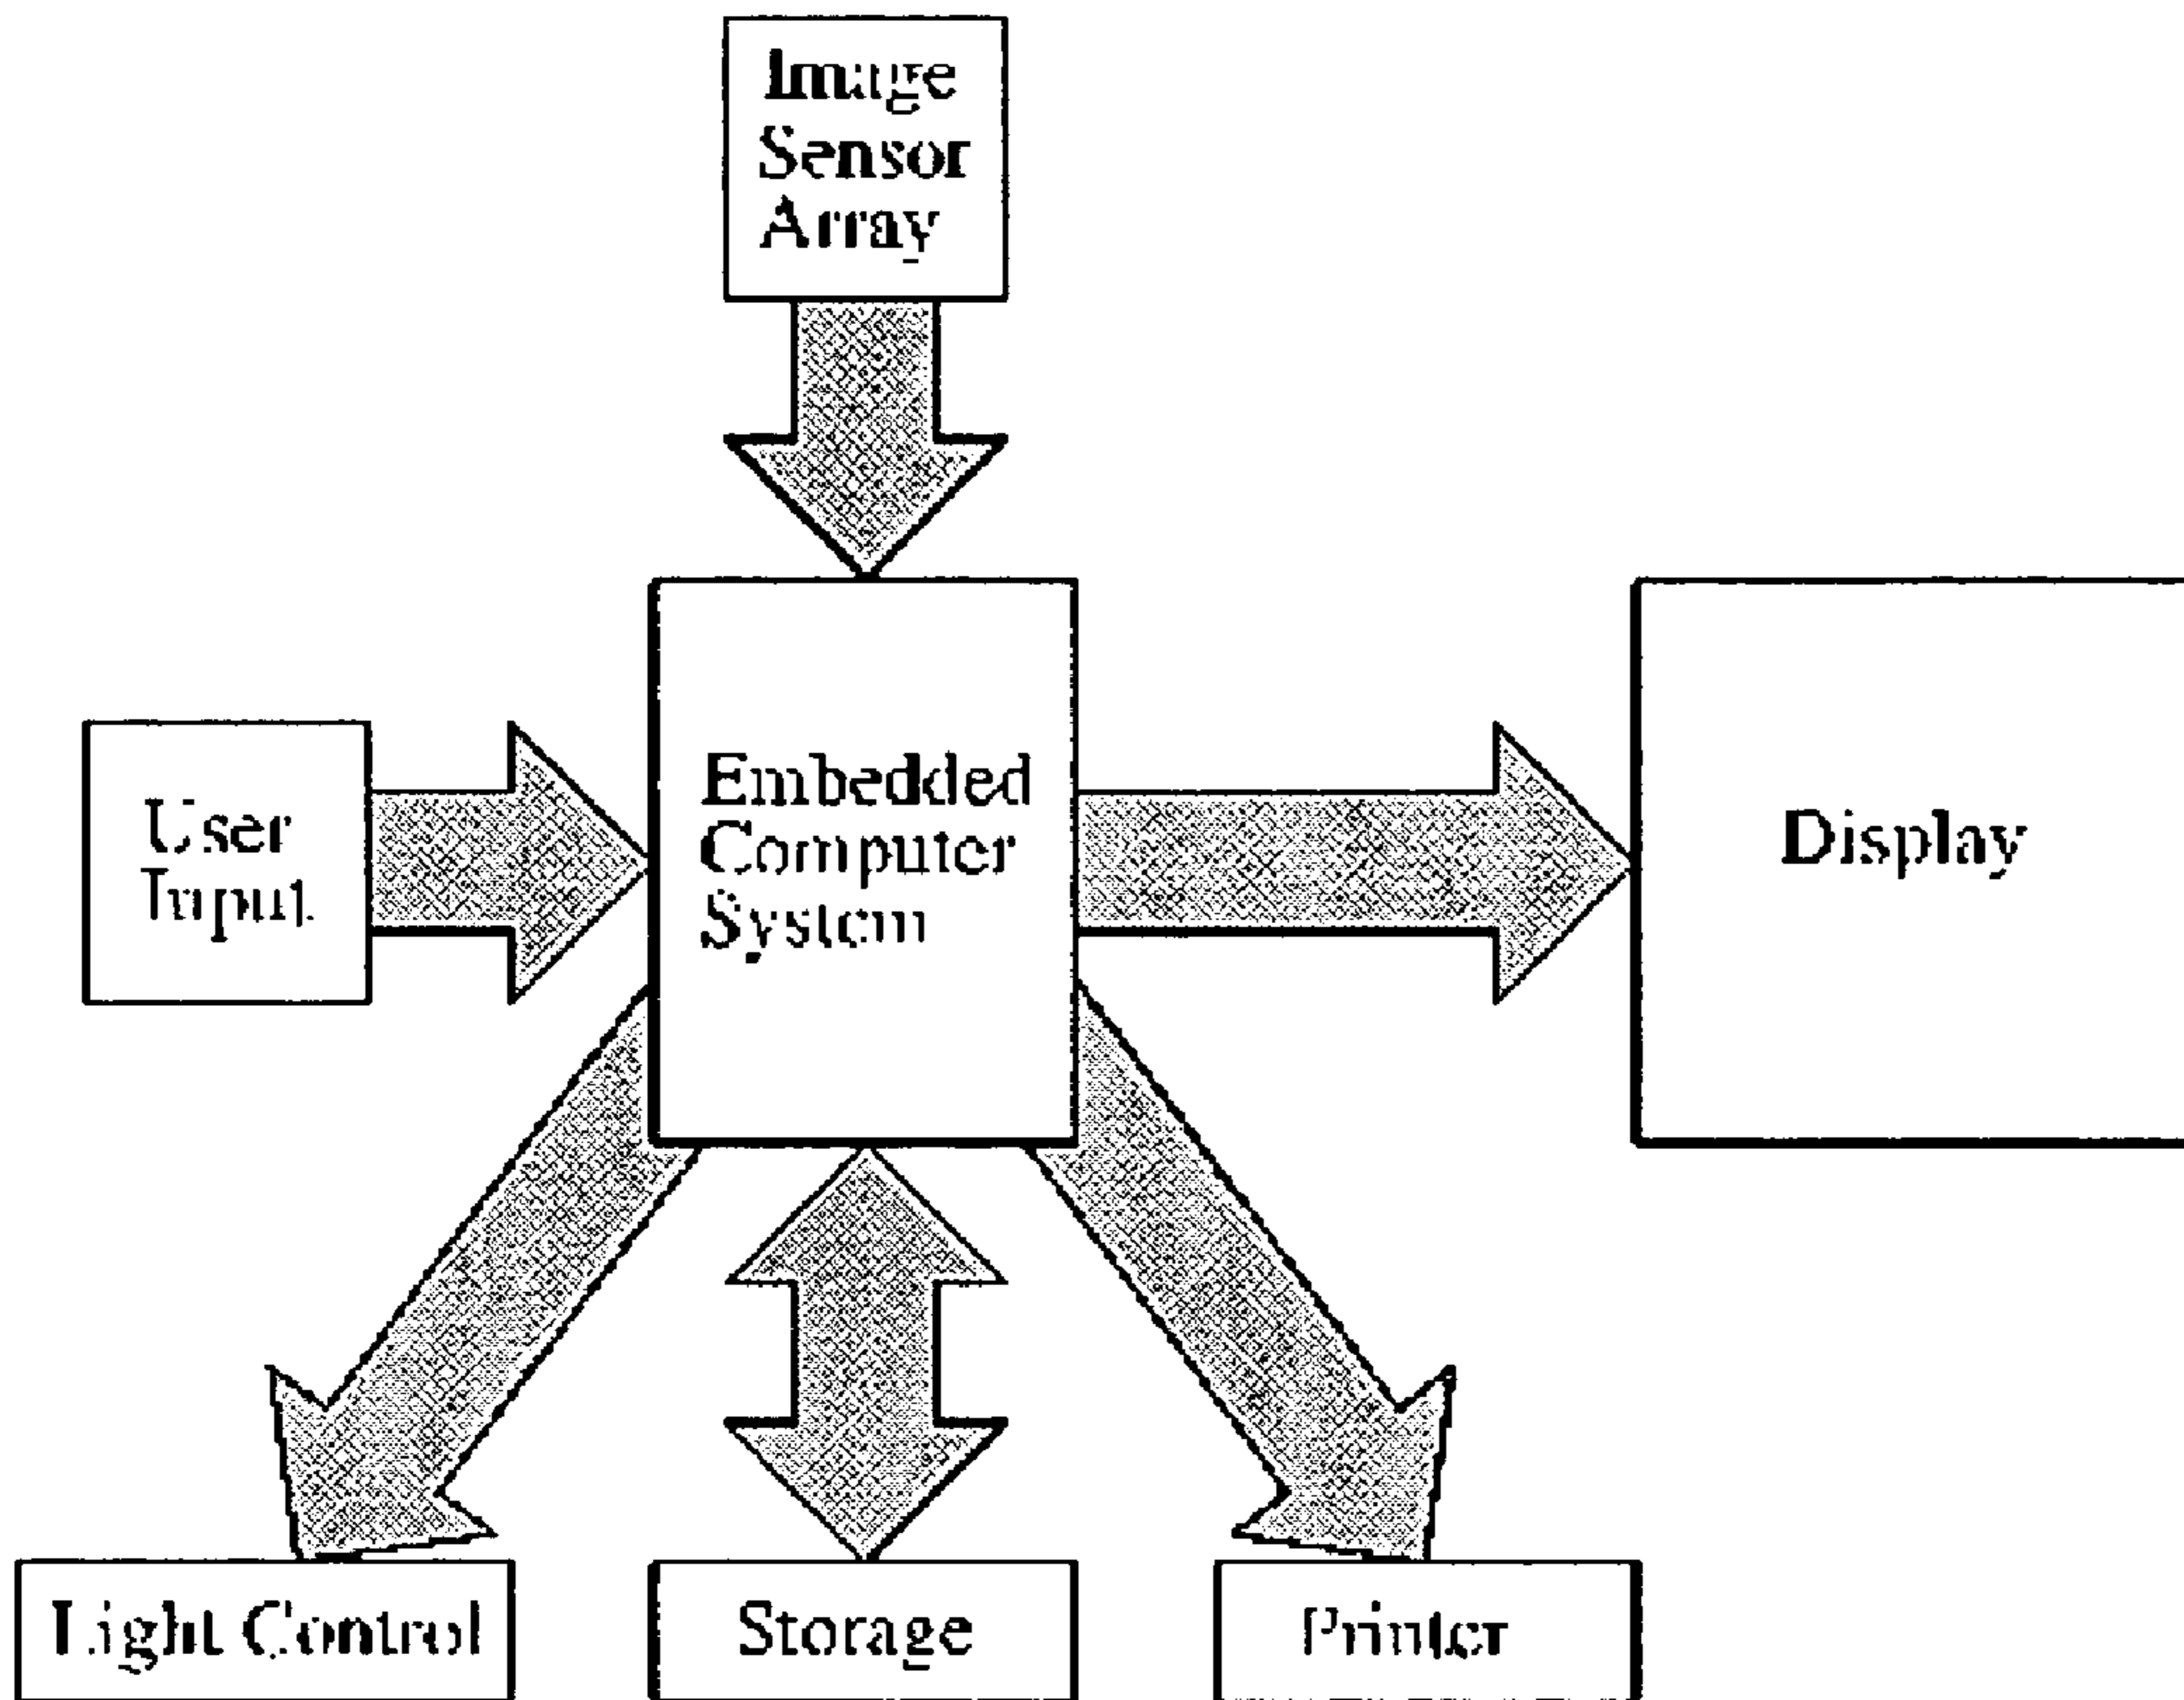 Image
Sensor
Array
User
Input
Embedded
Computer
System
Display
Light Control
Storage
Printer